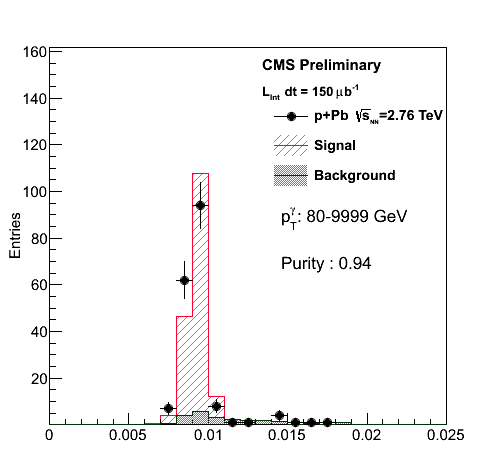 160
140
120
100
80
60
40
20
Entries
CMS Preliminary
L_int dt = 150 μb⁻¹
p+Pb √s_NN=2.76 TeV
Signal
Background
p_T^γ: 80-9999 GeV
Purity : 0.94
0 0.005 0.01 0.015 0.02 0.025